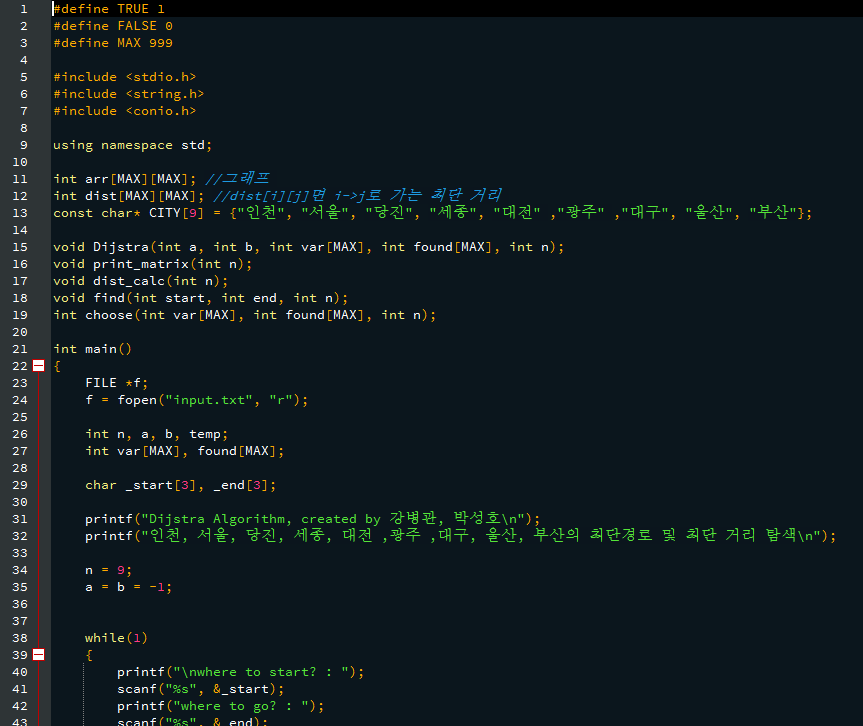 1 #define TRUE 1
2 #define FALSE 0
3 #define MAX 999
4
5 #include <stdio.h>
6 #include <string.h>
7 #include <conio.h>
8
9 using namespace std;
10
11 int arr[MAX][MAX]; //그래프
12 int dist[MAX][MAX]; //dist[i][j]면 i->j로 가는 최단 거리
13 const char* CITY[9] = {"인천", "서울", "당진", "세종", "대전" ,"광주" ,"대구", "울산", "부산"};
14
15 void Dijstra(int a, int b, int var[MAX], int found[MAX], int n);
16 void print_matrix(int n);
17 void dist_calc(int n);
18 void find(int start, int end, int n);
19 int choose(int var[MAX], int found[MAX], int n);
20
21 int main()
22 {
23     FILE *f;
24     f = fopen("input.txt", "r");
25
26     int n, a, b, temp;
27     int var[MAX], found[MAX];
28
29     char _start[3], _end[3];
30
31     printf("Dijstra Algorithm, created by 강병관, 박성호\n");
32     printf("인천, 서울, 당진, 세종, 대전 ,광주 ,대구, 울산, 부산의 최단경로 및 최단 거리 탐색\n");
33
34     n = 9;
35     a = b = -1;
36
37
38     while(1)
39     {
40         printf("\nwhere to start? : ");
41         scanf("%s", &_start);
42         printf("where to go? : ");
43         scanf("%s", &_end);